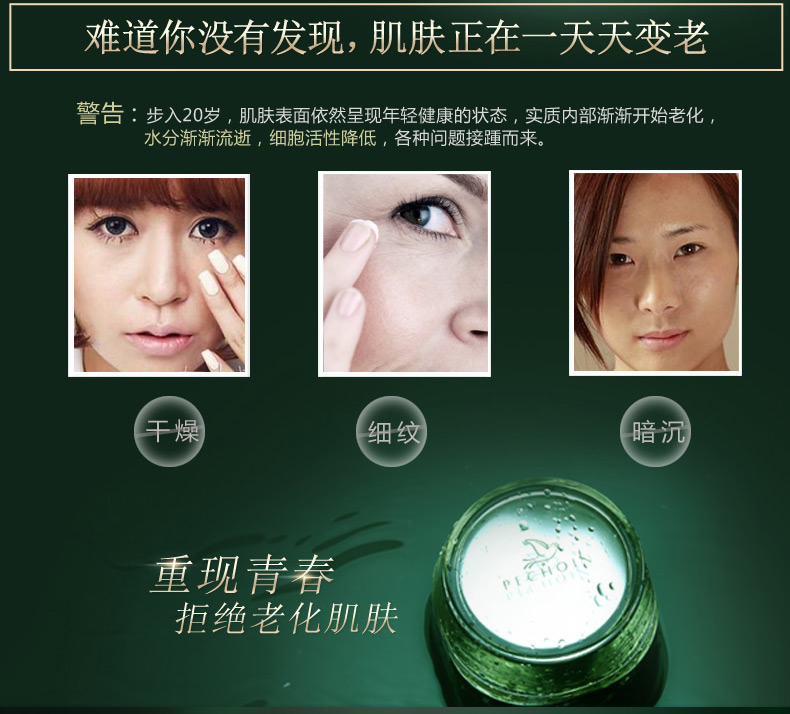 难道你没有发现，肌肤正在一天天变老
警告：步入20岁，肌肤表面依然呈现年轻健康的状态，实质内部渐渐开始老化，
水分渐渐流逝，细胞活性降低，各种问题接踵而来。
干燥
细纹
暗沉
PECHOIN
重现青春
拒绝老化肌肤